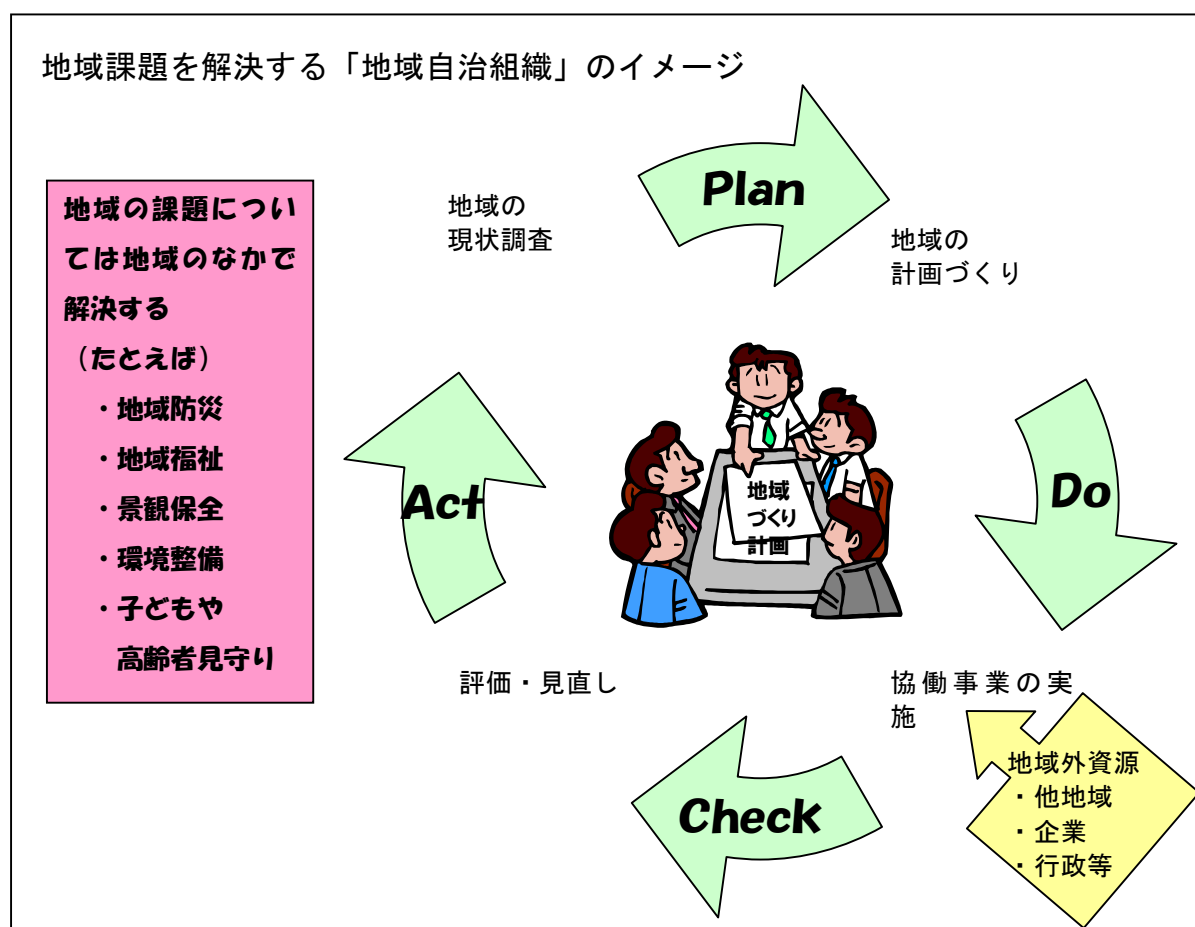 地域課題を解決する「地域自治組織」のイメージ
地域の課題につい
ては地域のなかで
解決する
（たとえば）
・地域防災
・地域福祉
・景観保全
・環境整備
・子どもや
高齢者見守り
地域の
現状調査
Plan
地域の
計画づくり
Do
Act
地域
づくり
計画
評価・見直し
協働事業の実
施
Check
地域外資源
・他地域
・企業
・行政等